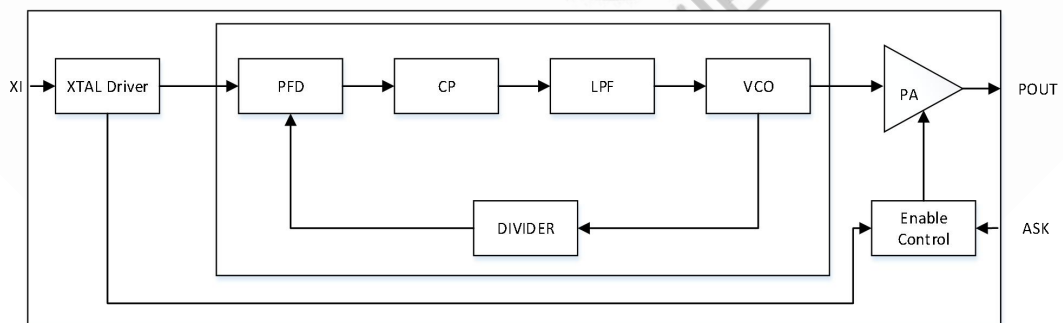 XI
XTAL Driver
PFD
CP
LPF
VCO
PA
POUT
DIVIDER
Enable
Control
ASK